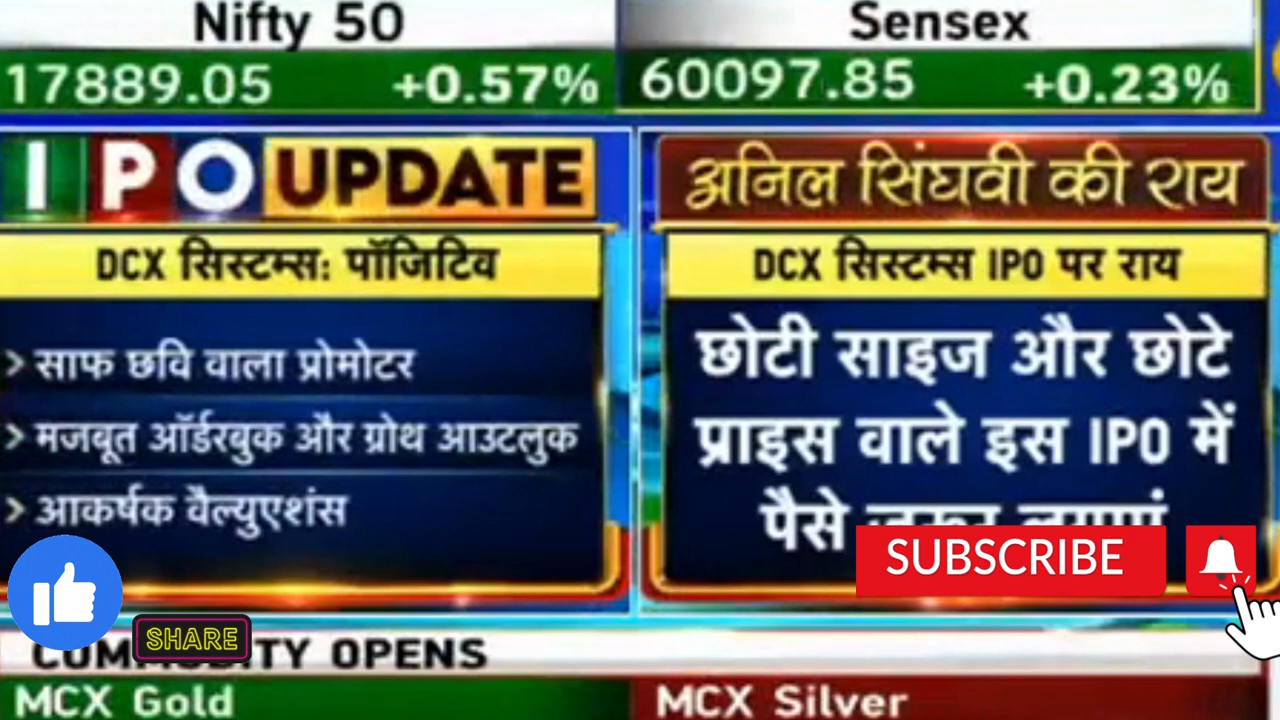 Nifty 50
17889.05 +0.57%
Sensex
60097.85 +0.23%
IPO UPDATE
DCX सिस्टम्स: पॉजिटिव
> साफ छवि वाला प्रोमोटर
> मजबूत ऑर्डरबुक और ग्रोथ आउटलुक
> आकर्षक वैल्युएशंस
अनिल सिंघवी की राय
DCX सिस्टम्स IPO पर राय
छोटी साइज और छोटे
प्राइस वाले इस IPO में
पैसे
SUBSCRIBE
SHARE
OPENS
MCX Gold
MCX Silver